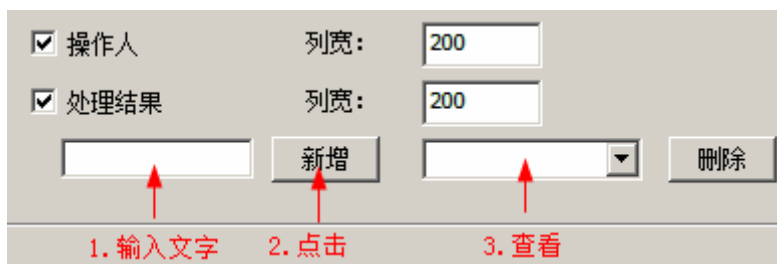 操作人 列宽: 200
处理结果 列宽: 200
新增 删除
1.输入文字 2.点击 3.查看